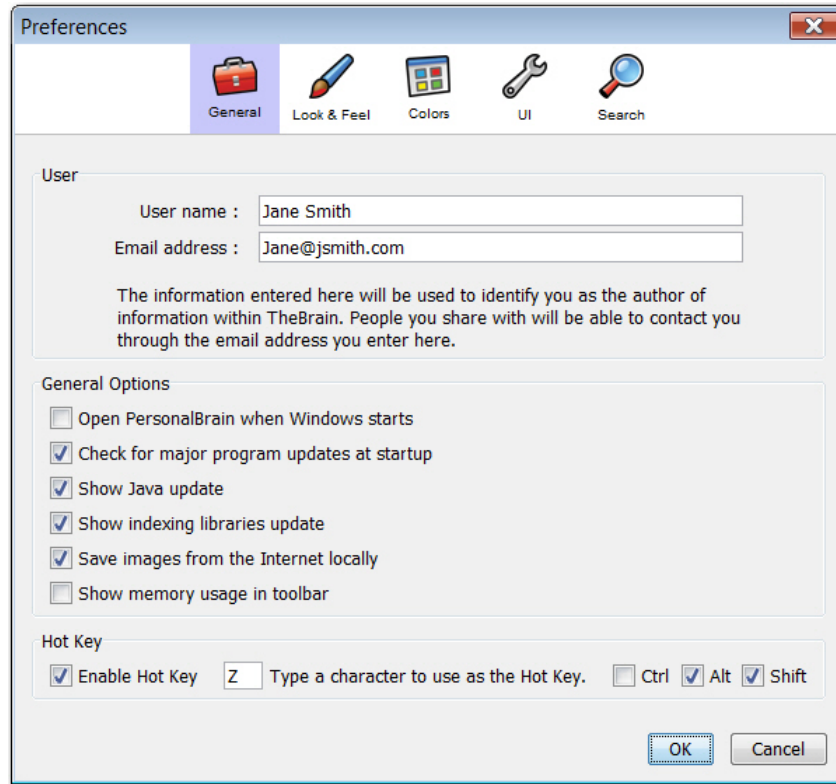 Preferences
General Look & Feel Colors UI Search
User
User name : Jane Smith
Email address : Jane@jsmith.com
The information entered here will be used to identify you as the author of
information within TheBrain. People you share with will be able to contact you
through the email address you enter here.
General Options
Open PersonalBrain when Windows starts
Check for major program updates at startup
Show Java update
Show indexing libraries update
Save images from the Internet locally
Show memory usage in toolbar
Hot Key
Enable Hot Key Z Type a character to use as the Hot Key. Ctrl Alt Shift
OK Cancel